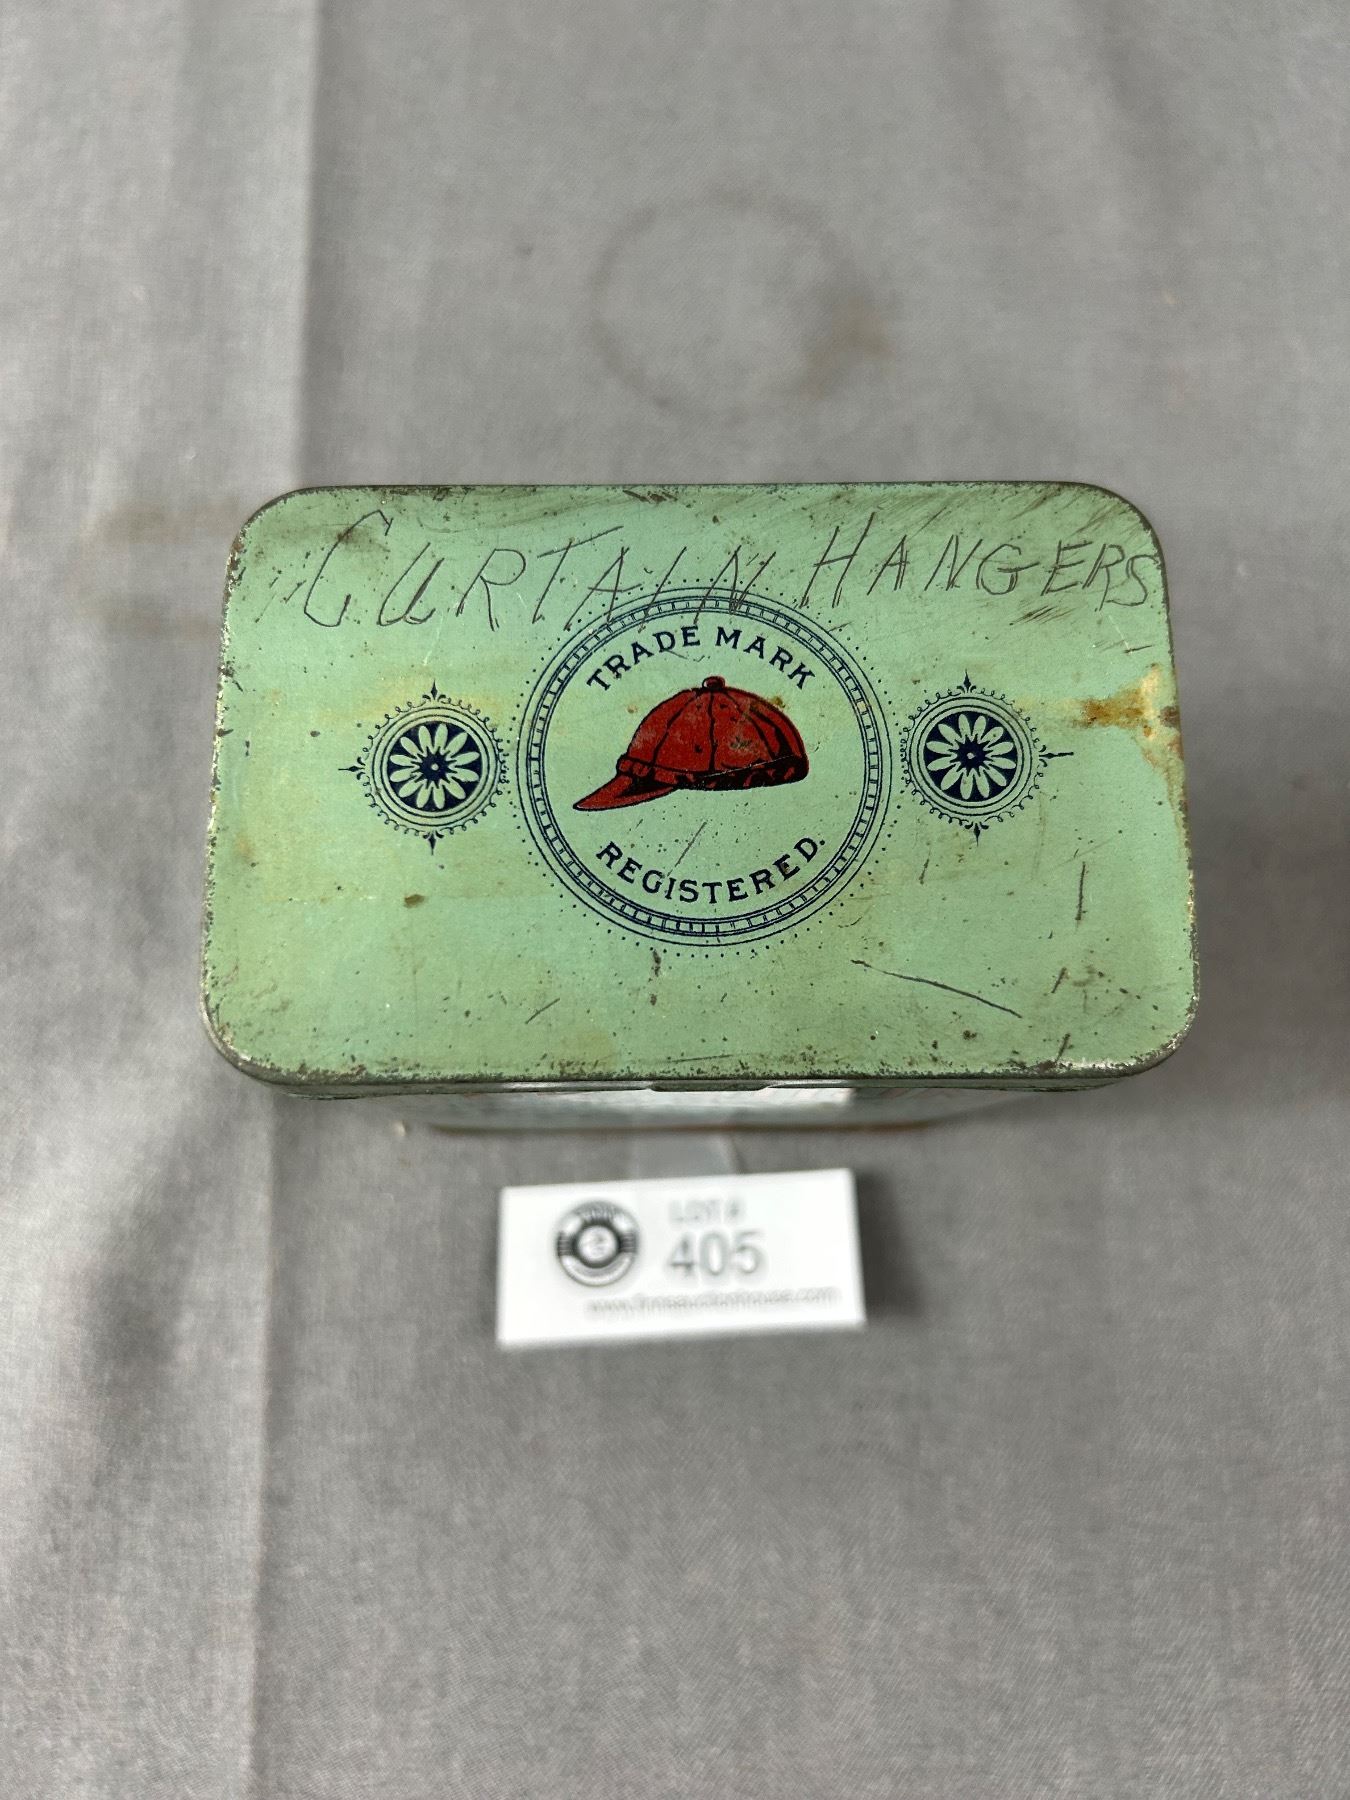 CURTAIN HANGERS
TRADE MARK
REGISTERED.
LOT #
405